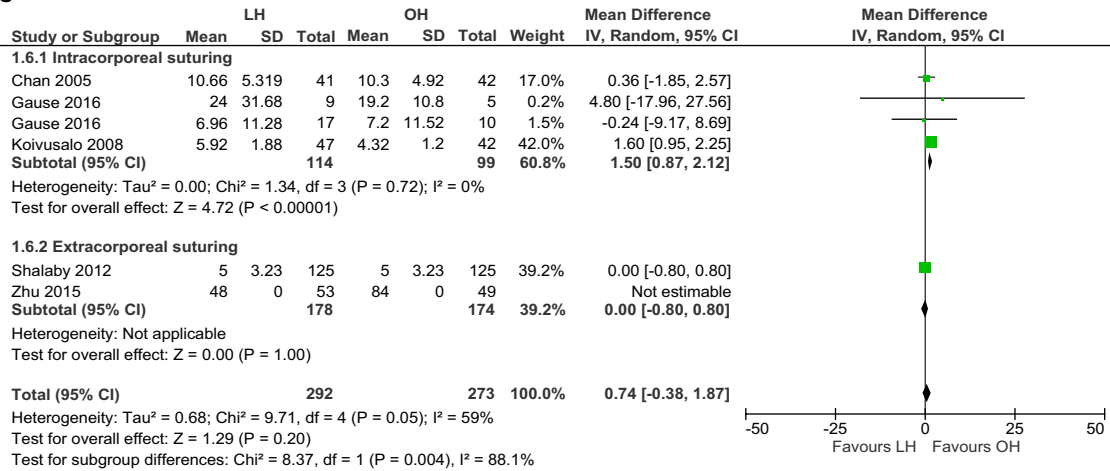 LH OH Mean Difference Mean Difference
Study or Subgroup Mean SD Total Mean SD Total Weight IV, Random, 95% CI IV, Random, 95% CI
1.6.1 Intracorporeal suturing
Chan 2005 10.66 5.319 41 10.3 4.92 42 17.0% 0.36 [-1.85, 2.57]
Gause 2016 24 31.68 9 19.2 10.8 5 0.2% 4.80 [-17.96, 27.56]
Gause 2016 6.96 11.28 17 7.2 11.52 10 1.5% -0.24 [-9.17, 8.69]
Koivusalo 2008 5.92 1.88 47 4.32 1.2 42 42.0% 1.60 [0.95, 2.25]
Subtotal (95% CI) 114 99 60.8% 1.50 [0.87, 2.12]
Heterogeneity: Tau² = 0.00; Chi² = 1.34, df = 3 (P = 0.72); I² = 0%
Test for overall effect: Z = 4.72 (P < 0.00001)
1.6.2 Extracorporeal suturing
Shalaby 2012 5 3.23 125 5 3.23 125 39.2% 0.00 [-0.80, 0.80]
Zhu 2015 48 0 53 84 0 49 Not estimable
Subtotal (95% CI) 178 174 39.2% 0.00 [-0.80, 0.80]
Heterogeneity: Not applicable
Test for overall effect: Z = 0.00 (P = 1.00)
Total (95% CI) 292 273 100.0% 0.74 [-0.38, 1.87]
Heterogeneity: Tau² = 0.68; Chi² = 9.71, df = 4 (P = 0.05); I² = 59%
Test for overall effect: Z = 1.29 (P = 0.20)
Test for subgroup differences: Chi² = 8.37, df = 1 (P = 0.004), I² = 88.1%
-50 -25 0 25 50
Favours LH Favours OH